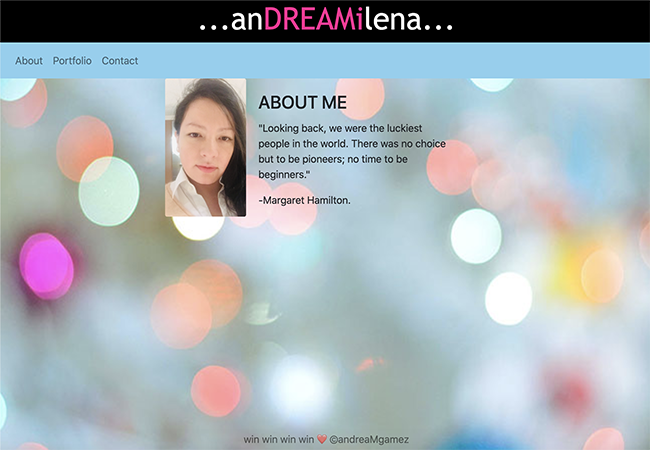 ...anDREAMilena...
About Portfolio Contact
ABOUT ME
"Looking back, we were the luckiest
people in the world. There was no choice
but to be pioneers; no time to be
beginners."
-Margaret Hamilton.
win win win win 💗 ©andreaMgamez